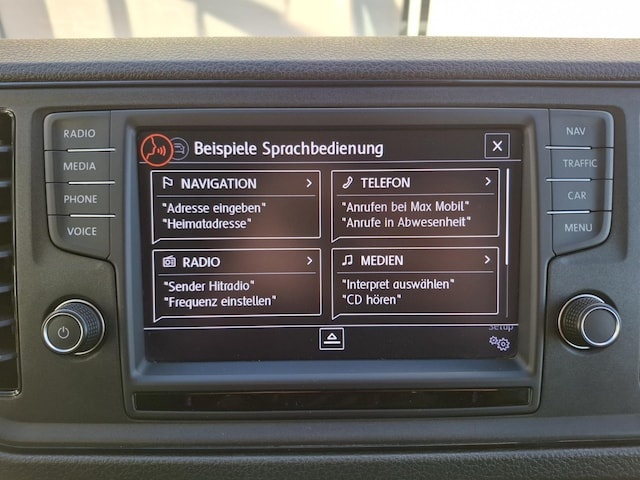 RADIO
MEDIA
PHONE
VOICE
Beispiele Sprachbedienung
NAVIGATION
"Adresse eingeben"
"Heimatadresse"
TELEFON
"Anrufen bei Max Mobil"
"Anrufe in Abwesenheit"
RADIO
"Sender Hitradio"
"Frequenz einstellen"
MEDIEN
"Interpret auswählen"
"CD hören"
Setup
NAV
TRAFFIC
CAR
MENU